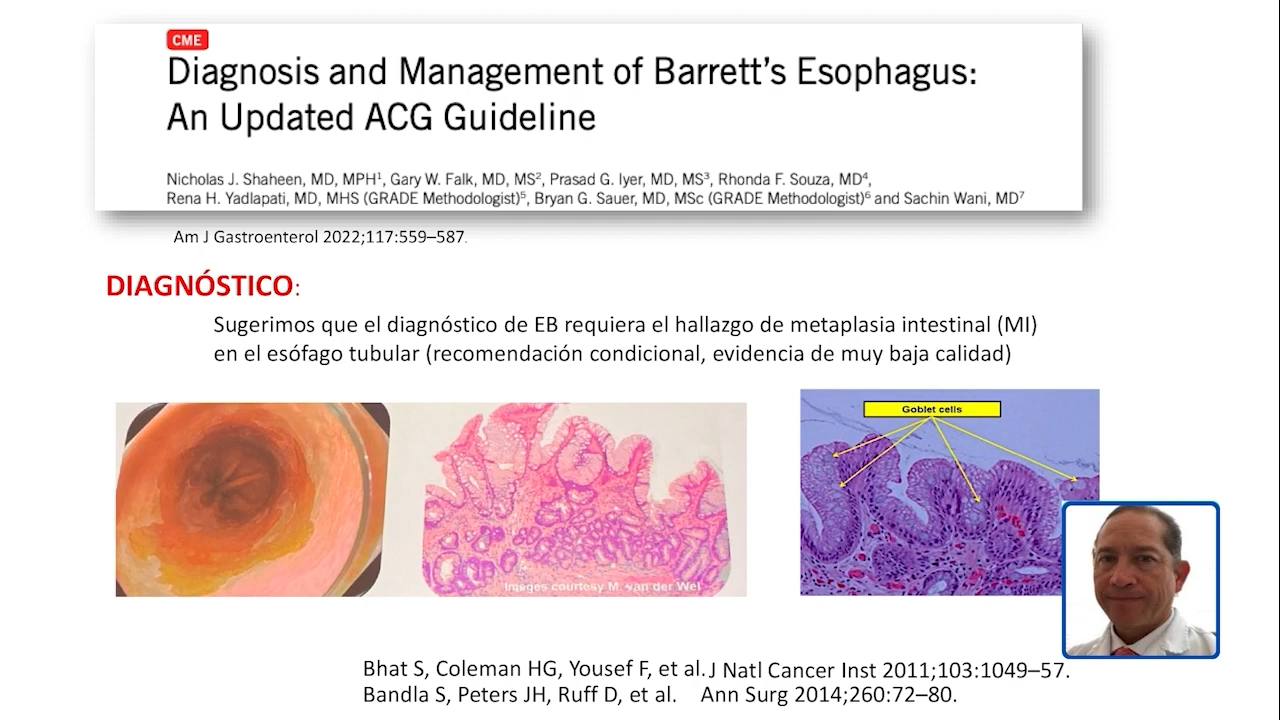 CME
Diagnosis and Management of Barrett’s Esophagus:
An Updated ACG Guideline
Nicholas J. Shaheen, MD, MPH¹, Gary W. Falk, MD, MS², Prasad G. Iyer, MD, MS³, Rhonda F. Souza, MD⁴,
Rena H. Yadlapati, MD, MHS (GRADE Methodologist)⁵, Bryan G. Sauer, MD, MSc (GRADE Methodologist)⁶ and Sachin Wani, MD⁷
Am J Gastroenterol 2022;117:559–587.
DIAGNÓSTICO:
Sugerimos que el diagnóstico de EB requiera el hallazgo de metaplasia intestinal (MI)
en el esófago tubular (recomendación condicional, evidencia de muy baja calidad)
Goblet cells
Images courtesy M. van der Wel
Bhat S, Coleman HG, Yousef F, et al. J Natl Cancer Inst 2011;103:1049–57.
Bandla S, Peters JH, Ruff D, et al. Ann Surg 2014;260:72–80.